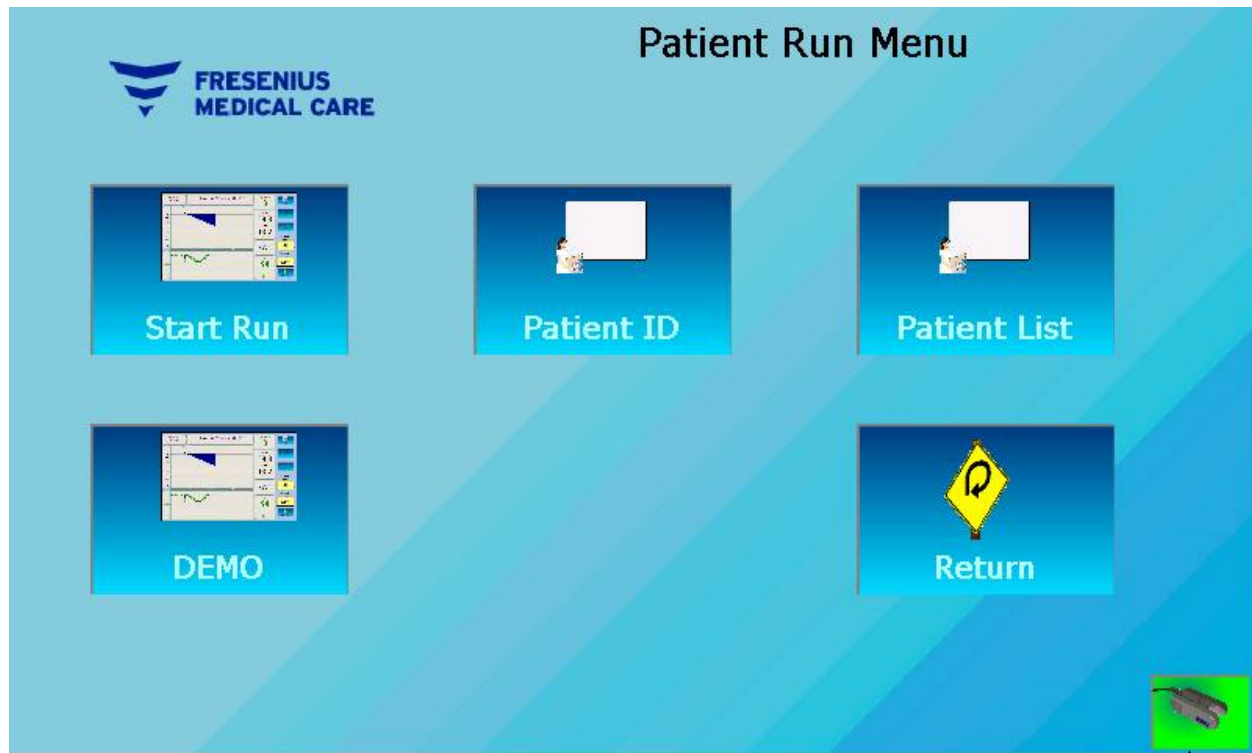 Patient Run Menu
FRESENIUS
MEDICAL CARE
Start Run
Patient ID
Patient List
DEMO
Return